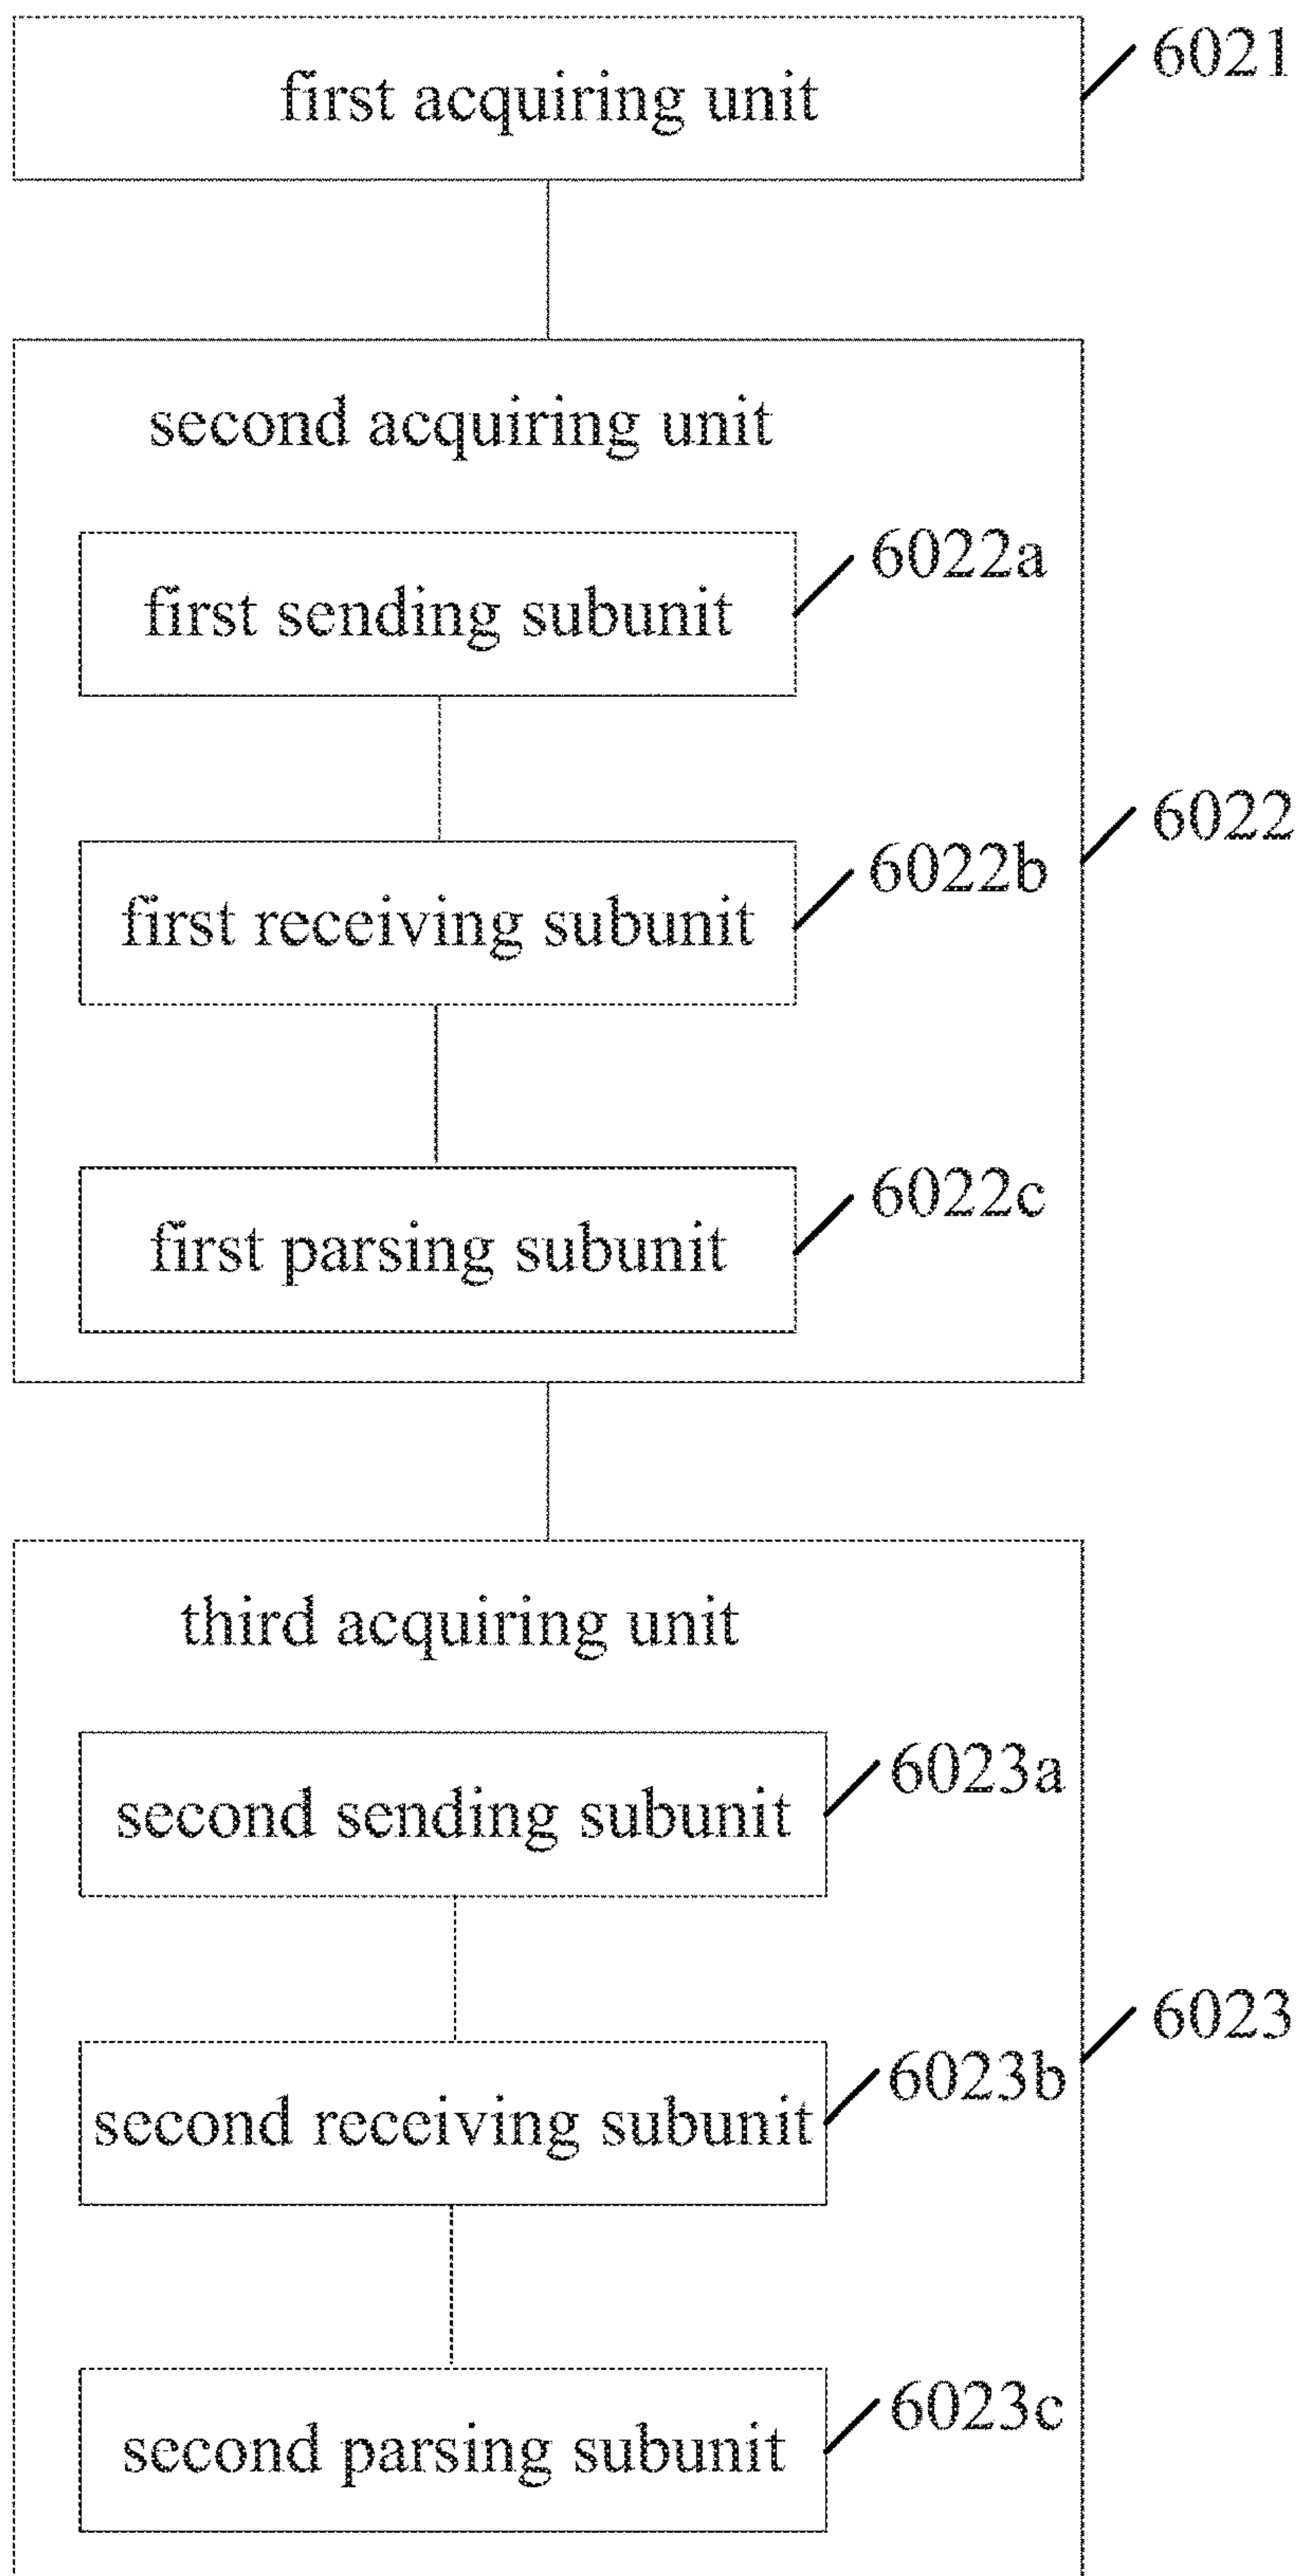 6021
first acquiring unit
second acquiring unit
6022a
first sending subunit
6022
6022b
first receiving subunit
6022c
first parsing subunit
third acquiring unit
6023a
second sending subunit
6023
6023b
second receiving subunit
6023c
second parsing subunit